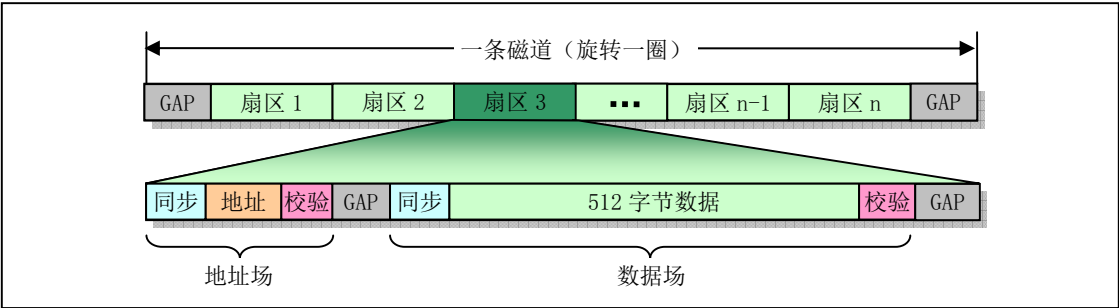 一条磁道（旋转一圈）
GAP 扇区 1 扇区 2 扇区 3 ... 扇区 n-1 扇区 n GAP
同步 地址 校验 GAP 同步 512 字节数据 校验 GAP
地址场 数据场